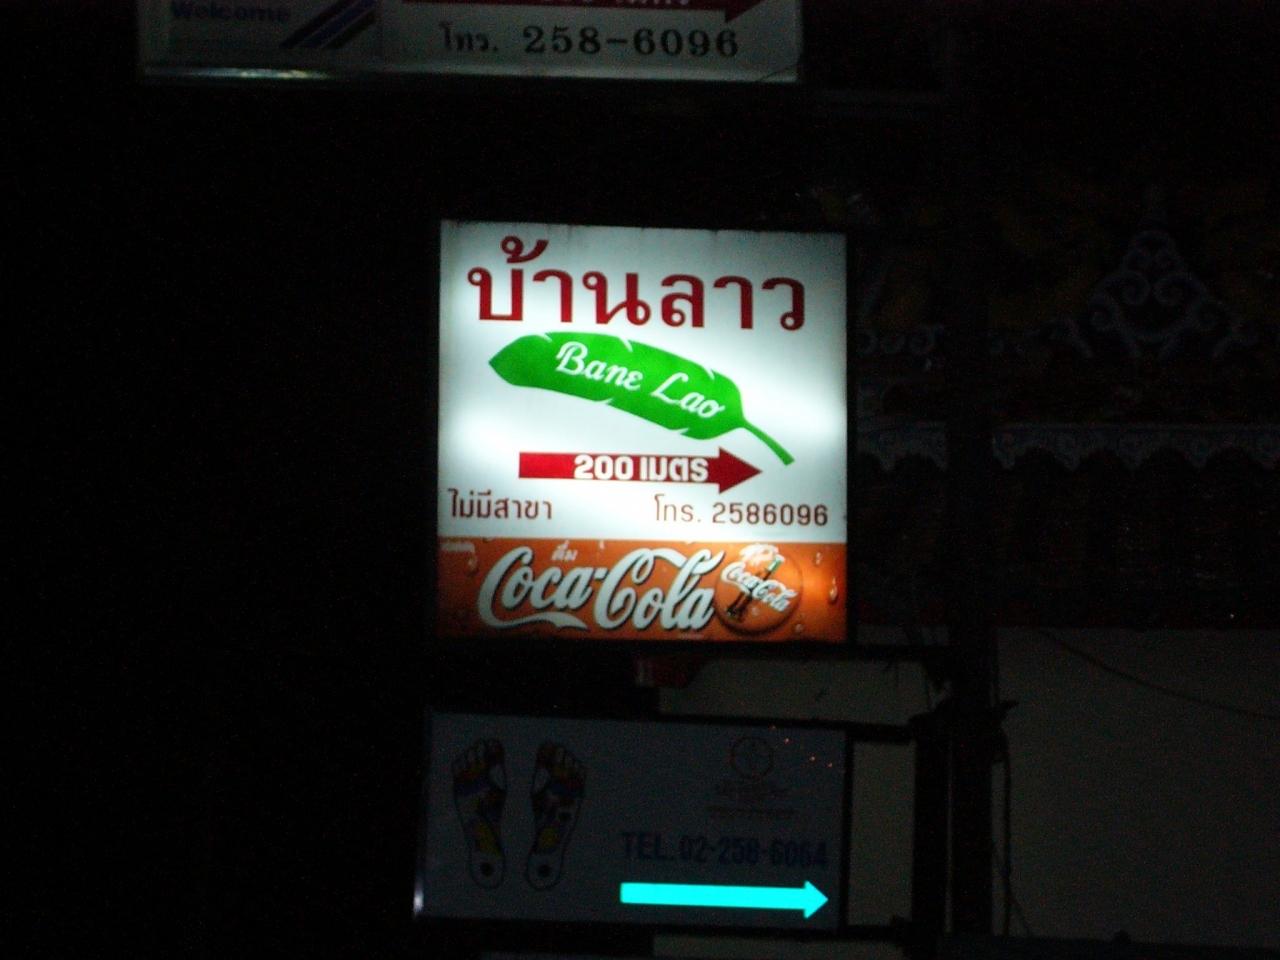 Welcome
โทร. 258-6096
บ้านลาว
Bane Lao
200 เมตร
ไม่มีสาขา โทร. 2586096
ดื่ม
Coca-Cola
Coca-Cola
TEL. 02-258-6064